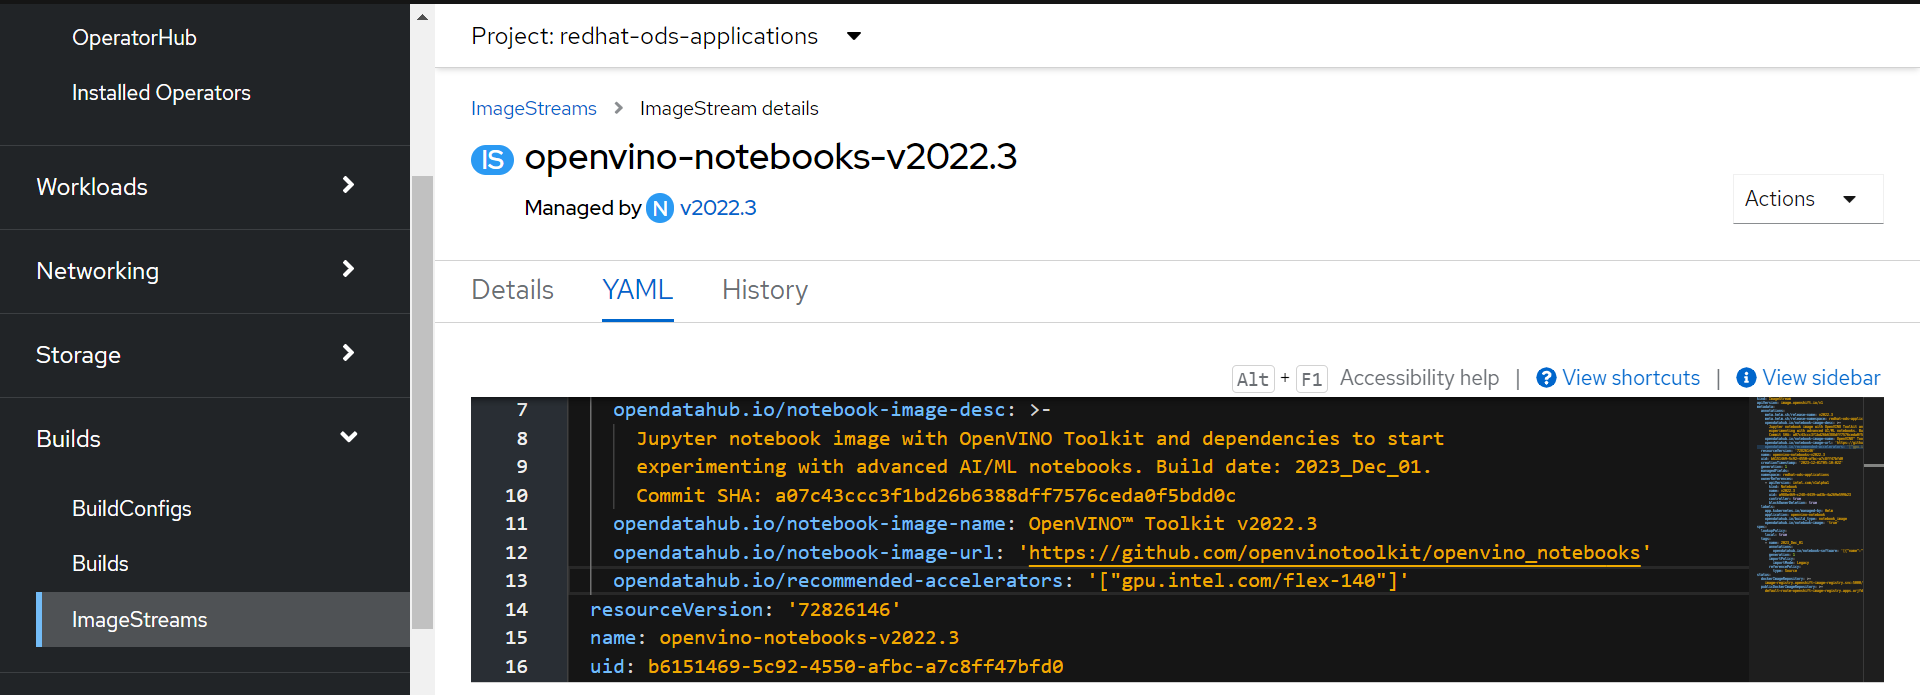 OperatorHub
Installed Operators
Workloads
Networking
Storage
Builds
BuildConfigs
Builds
ImageStreams
Project: redhat-ods-applications
ImageStreams > ImageStream details
IS openvino-notebooks-v2022.3
Managed by N v2022.3
Actions
Details YAML History
Alt + F1 Accessibility help | ? View shortcuts | i View sidebar
7 opendatahub.io/notebook-image-desc: >-
8 Jupyter notebook image with OpenVINO Toolkit and dependencies to start
9 experimenting with advanced AI/ML notebooks. Build date: 2023_Dec_01.
10 Commit SHA: a07c43ccc3f1bd26b6388dff7576ceda0f5bdd0c
11 opendatahub.io/notebook-image-name: OpenVINO™ Toolkit v2022.3
12 opendatahub.io/notebook-image-url: 'https://github.com/openvinotoolkit/openvino_notebooks'
13 opendatahub.io/recommended-accelerators: '["gpu.intel.com/flex-140"]'
14 resourceVersion: '72826146'
15 name: openvino-notebooks-v2022.3
16 uid: b6151469-5c92-4550-afbc-a7c8ff47bfd0